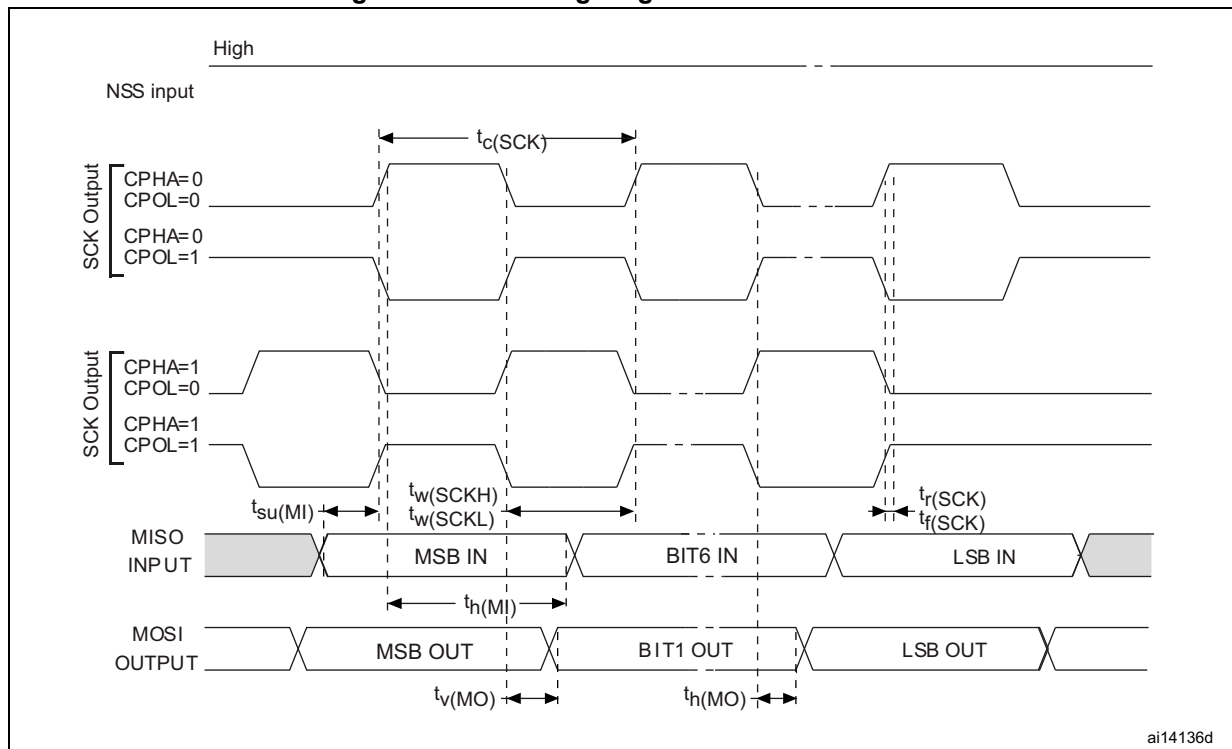 High
NSS input
tc(SCK)
SCK Output
CPHA=0
CPOL=0
CPHA=0
CPOL=1
SCK Output
CPHA=1
CPOL=0
CPHA=1
CPOL=1
tsu(MI)
tw(SCKH)
tw(SCKL)
tr(SCK)
tf(SCK)
MISO
INPUT
MSB IN
BIT6 IN
LSB IN
th(MI)
MOSI
OUTPUT
MSB OUT
BIT1 OUT
LSB OUT
tv(MO)
th(MO)
ai14136d